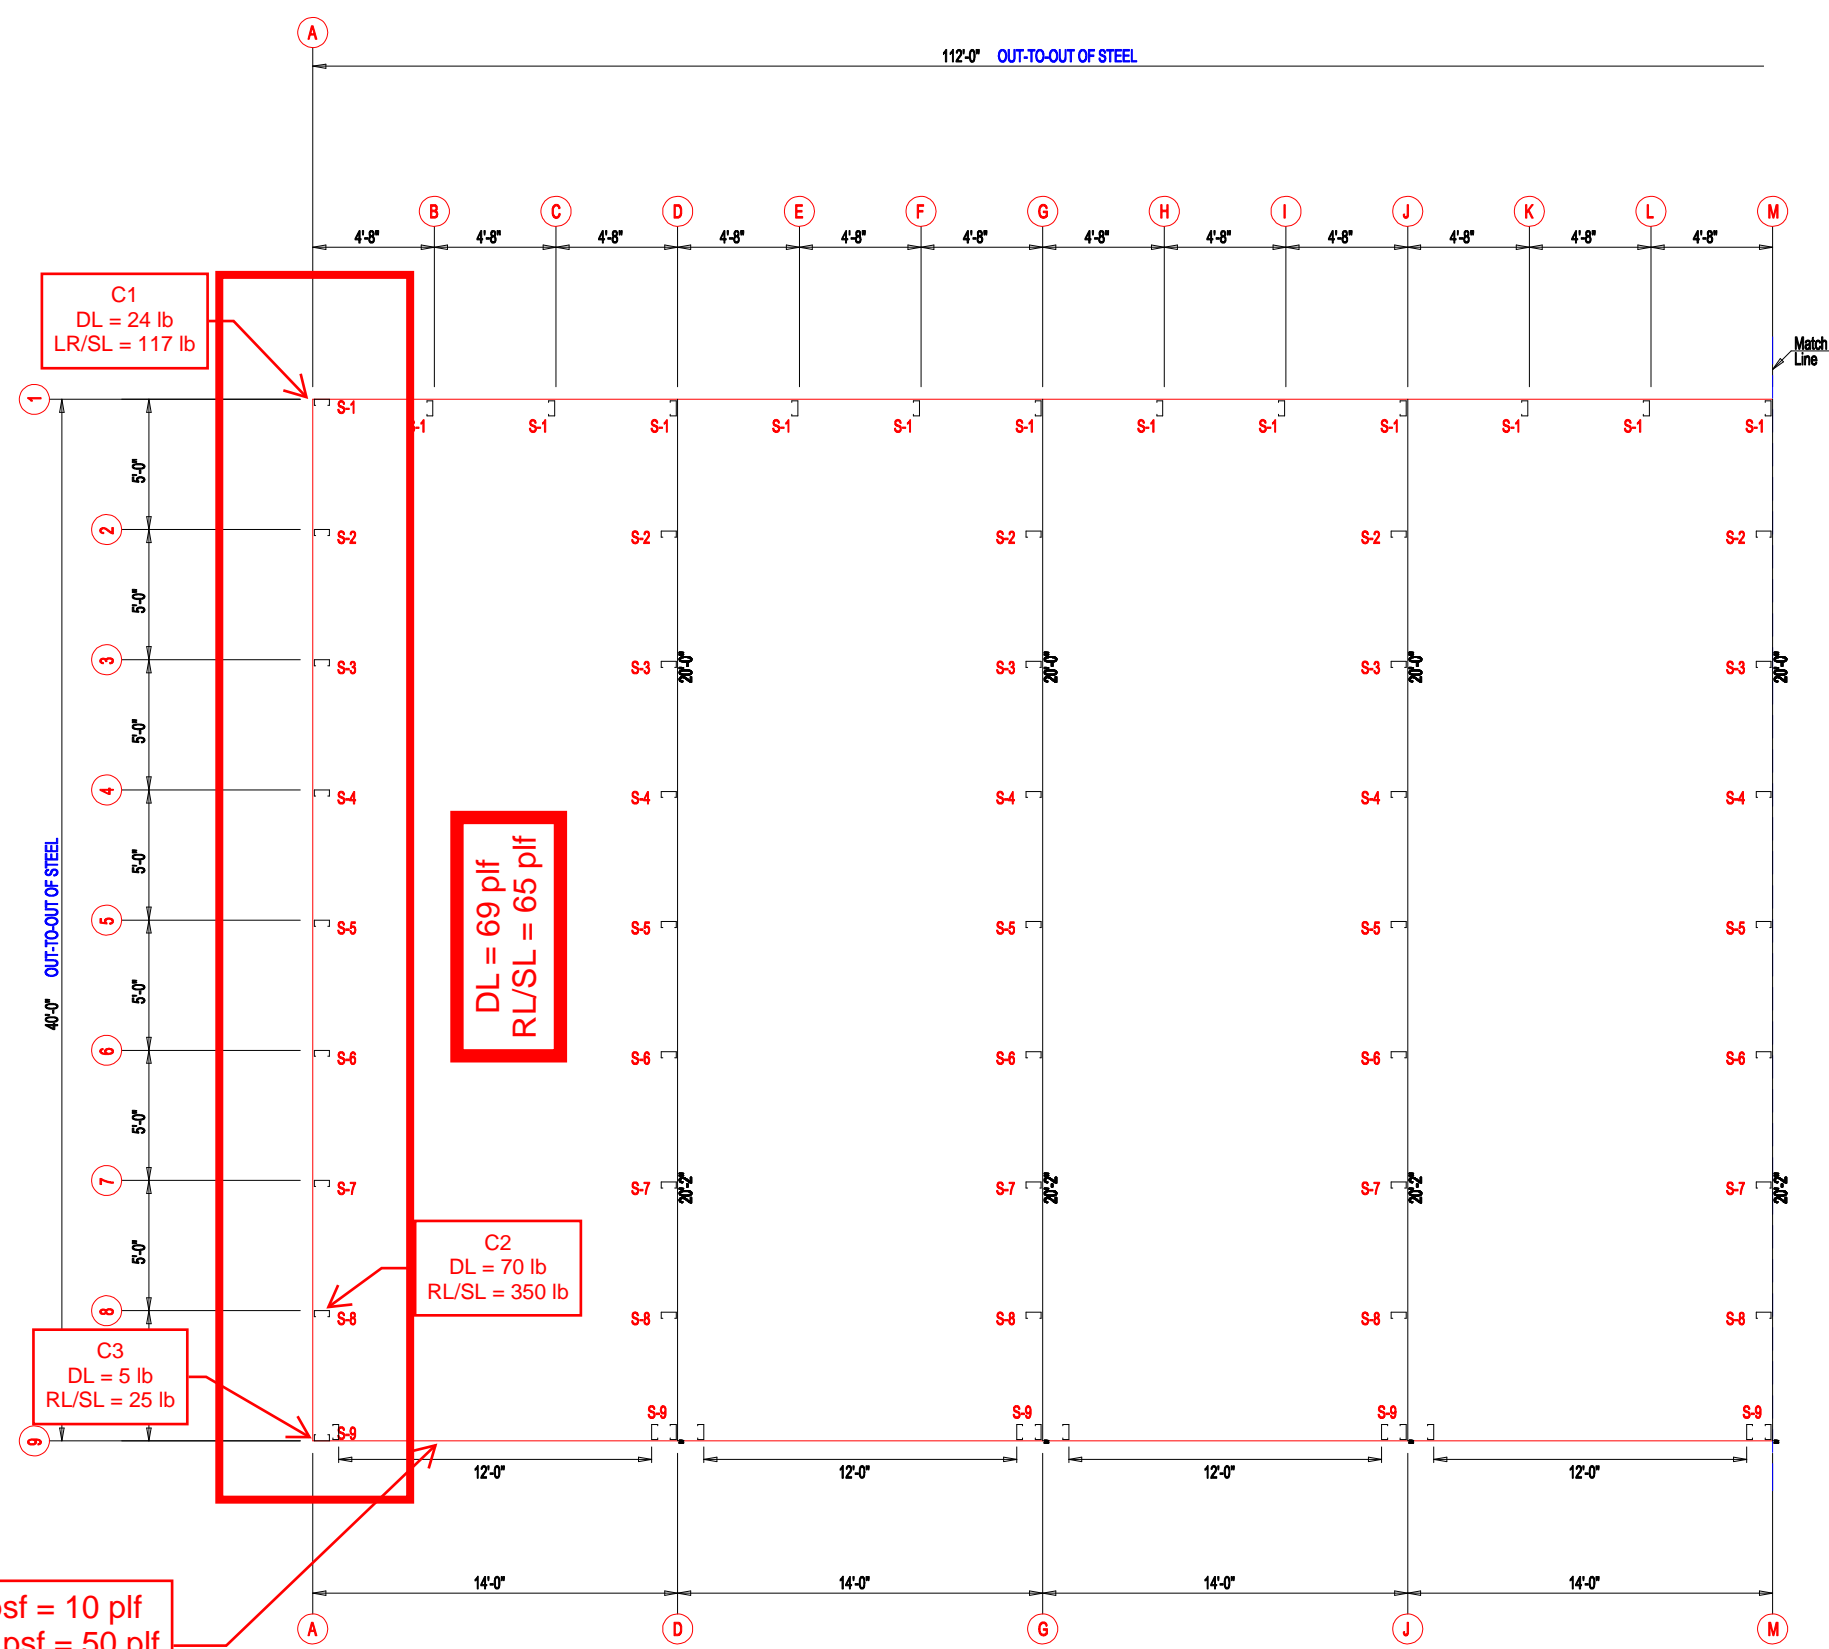 A
112'-0" OUT-TO-OUT OF STEEL
B C D E F G H I J K L M
4'-8" 4'-8" 4'-8" 4'-8" 4'-8" 4'-8" 4'-8" 4'-8" 4'-8" 4'-8" 4'-8" 4'-8"
C1
DL = 24 lb
LR/SL = 117 lb
Match
Line
1
S-1
S-1 S-1 S-1 S-1 S-1 S-1 S-1 S-1 S-1 S-1 S-1
5'-0"
2
S-2 S-2 S-2 S-2 S-2
5'-0"
3
S-3 S-3 S-3 S-3 S-3
20'-0" 20'-0" 20'-0" 20'-0"
5'-0"
4
S-4 S-4 S-4 S-4 S-4
5'-0"
40'-0" OUT-TO-OUT OF STEEL
DL = 69 plf
RL/SL = 65 plf
5
S-5 S-5 S-5 S-5 S-5
5'-0"
6
S-6 S-6 S-6 S-6 S-6
5'-0"
7
S-7 S-7 S-7 S-7 S-7
20'-2" 20'-2" 20'-2" 20'-2"
5'-0"
C2
DL = 70 lb
RL/SL = 350 lb
8
S-8 S-8 S-8 S-8 S-8
C3
DL = 5 lb
RL/SL = 25 lb
9
S-9 S-9 S-9 S-9 S-9
12'-0" 12'-0" 12'-0" 12'-0"
14'-0" 14'-0" 14'-0" 14'-0"
= 10 plf
psf = 50 plf
A D G J M